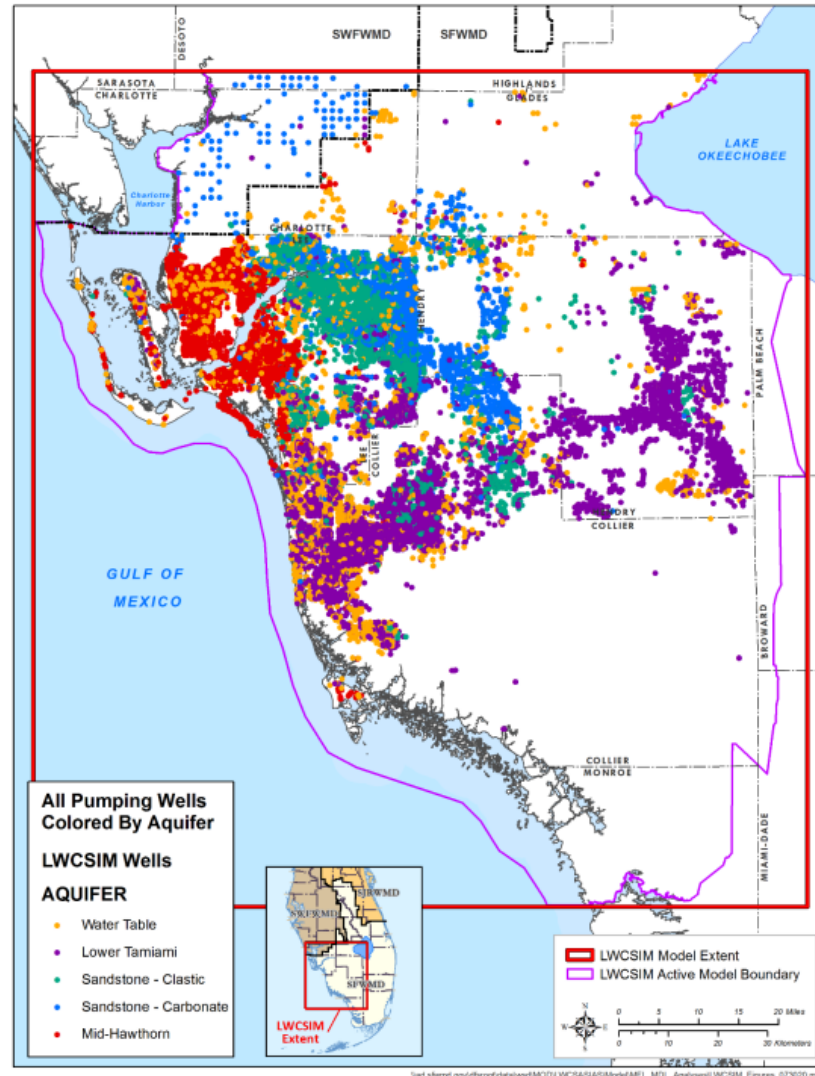 SWFWMD
SFWMD
DESOTO
SARASOTA
CHARLOTTE
HIGHLANDS
GLADES
LAKE
OKEECHOBEE
Charlotte
Harbor
CHARLOTTE
LEE
HENDRY
PALM BEACH
LEE
COLLIER
HENDRY
COLLIER
GULF OF
MEXICO
BROWARD
COLLIER
MONROE
MIAMI-DADE
All Pumping Wells
Colored By Aquifer
LWCSIM Wells
AQUIFER
Water Table
Lower Tamiami
Sandstone - Clastic
Sandstone - Carbonate
Mid-Hawthorn
SJRWMD
SWFWMD
SFWMD
LWCSIM
Extent
LWCSIM Model Extent
LWCSIM Active Model Boundary
N
W
E
S
0 5 10 20 Miles
0 10 20 30 Kilometers